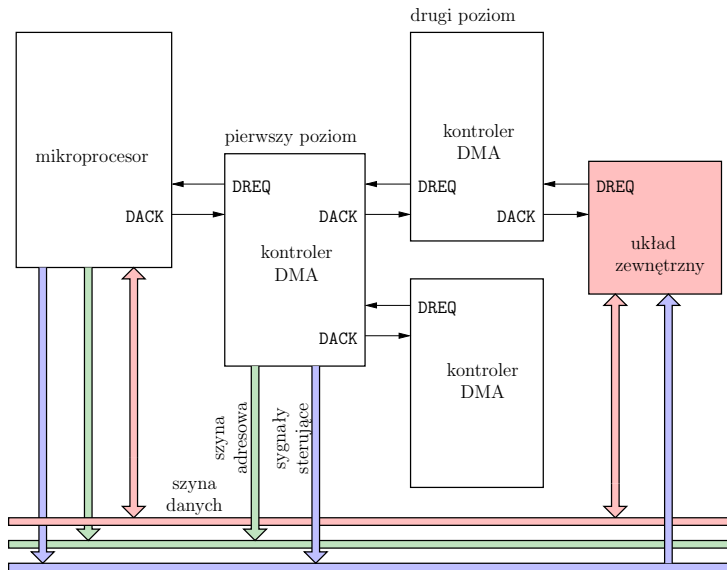 drugi poziom
pierwszy poziom
mikroprocesor
DACK
DREQ
DACK
kontroler
DMA
DACK
kontroler
DMA
DREQ
DACK
DREQ
kontroler
DMA
DREQ
układ
zewnętrzny
szyna
adresowa
sygnały
sterujące
szyna
danych